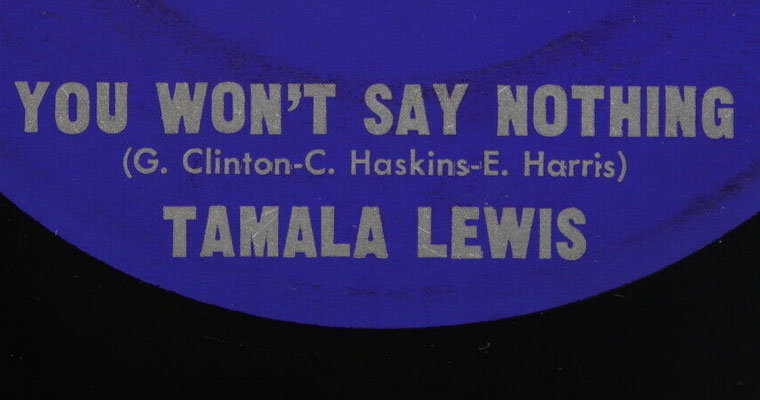 YOU WON'T SAY NOTHING
(G. Clinton-C. Haskins-E. Harris)
TAMALA LEWIS